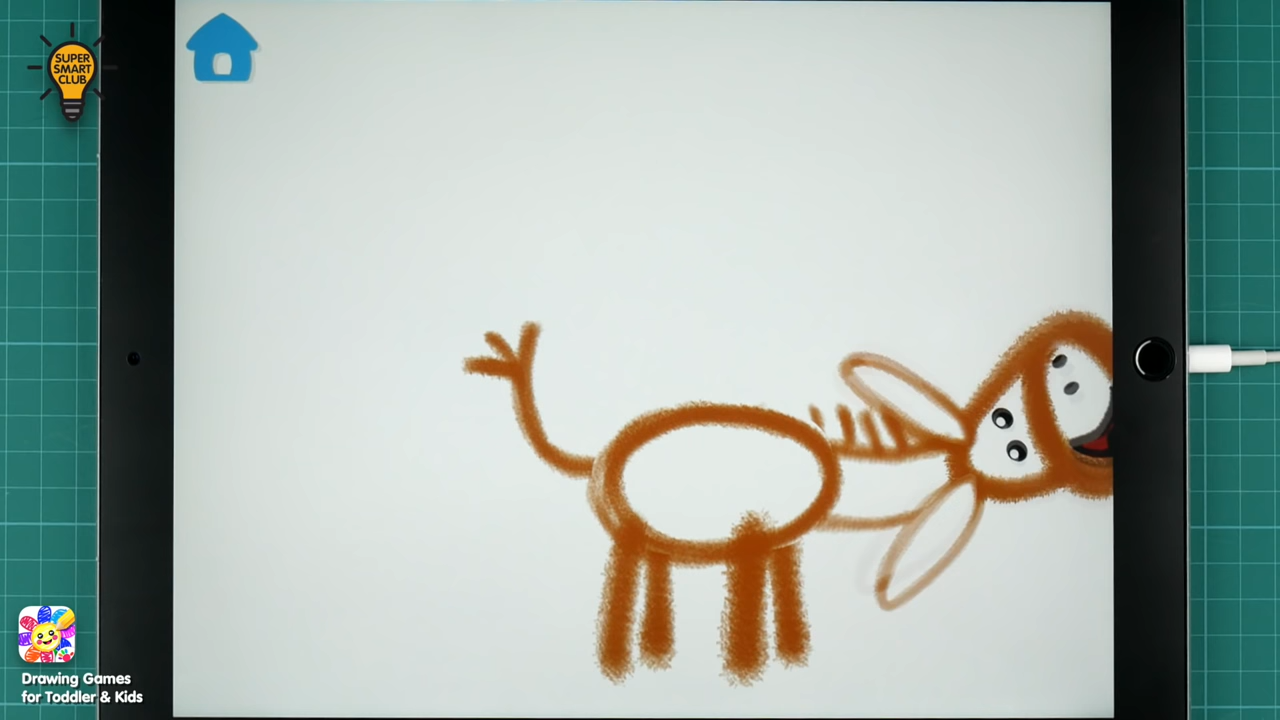 SUPER
SMART
CLUB
Drawing Games
for Toddler & Kids